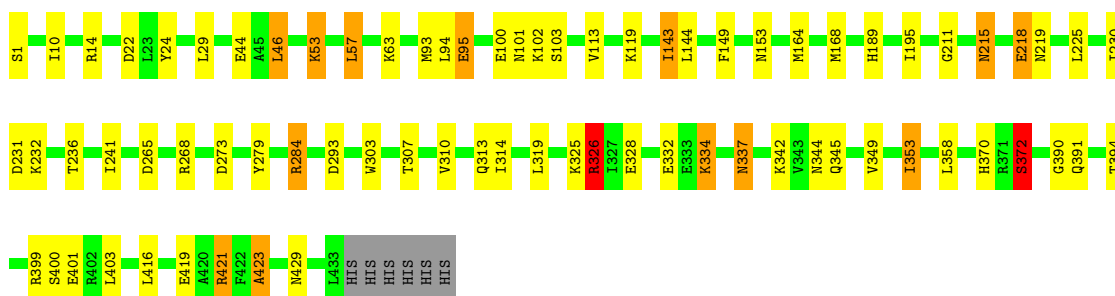 S1 I10 R14 D22 L23 Y24 L29 E44 A45 L46 K53 L57 K63 M93 L94 E95 E100 N101 K102 S103 V113 K119 I143 L144 F149 N153 M164 M168 H189 I195 G211 N215 E218 N219 L225
D231 K232 T236 I241 D265 R268 D273 Y279 R284 D293 W303 T307 V310 Q313 I314 L319 K325 R326 I327 E328 E332 E333 K334 N337 K342 V343 N344 Q345 V349 I353 L358 H370 R371 S372 G390 Q391
R399 S400 E401 R402 L403 L416 E419 A420 R421 F422 A423 N429 L433 HIS HIS HIS HIS HIS HIS